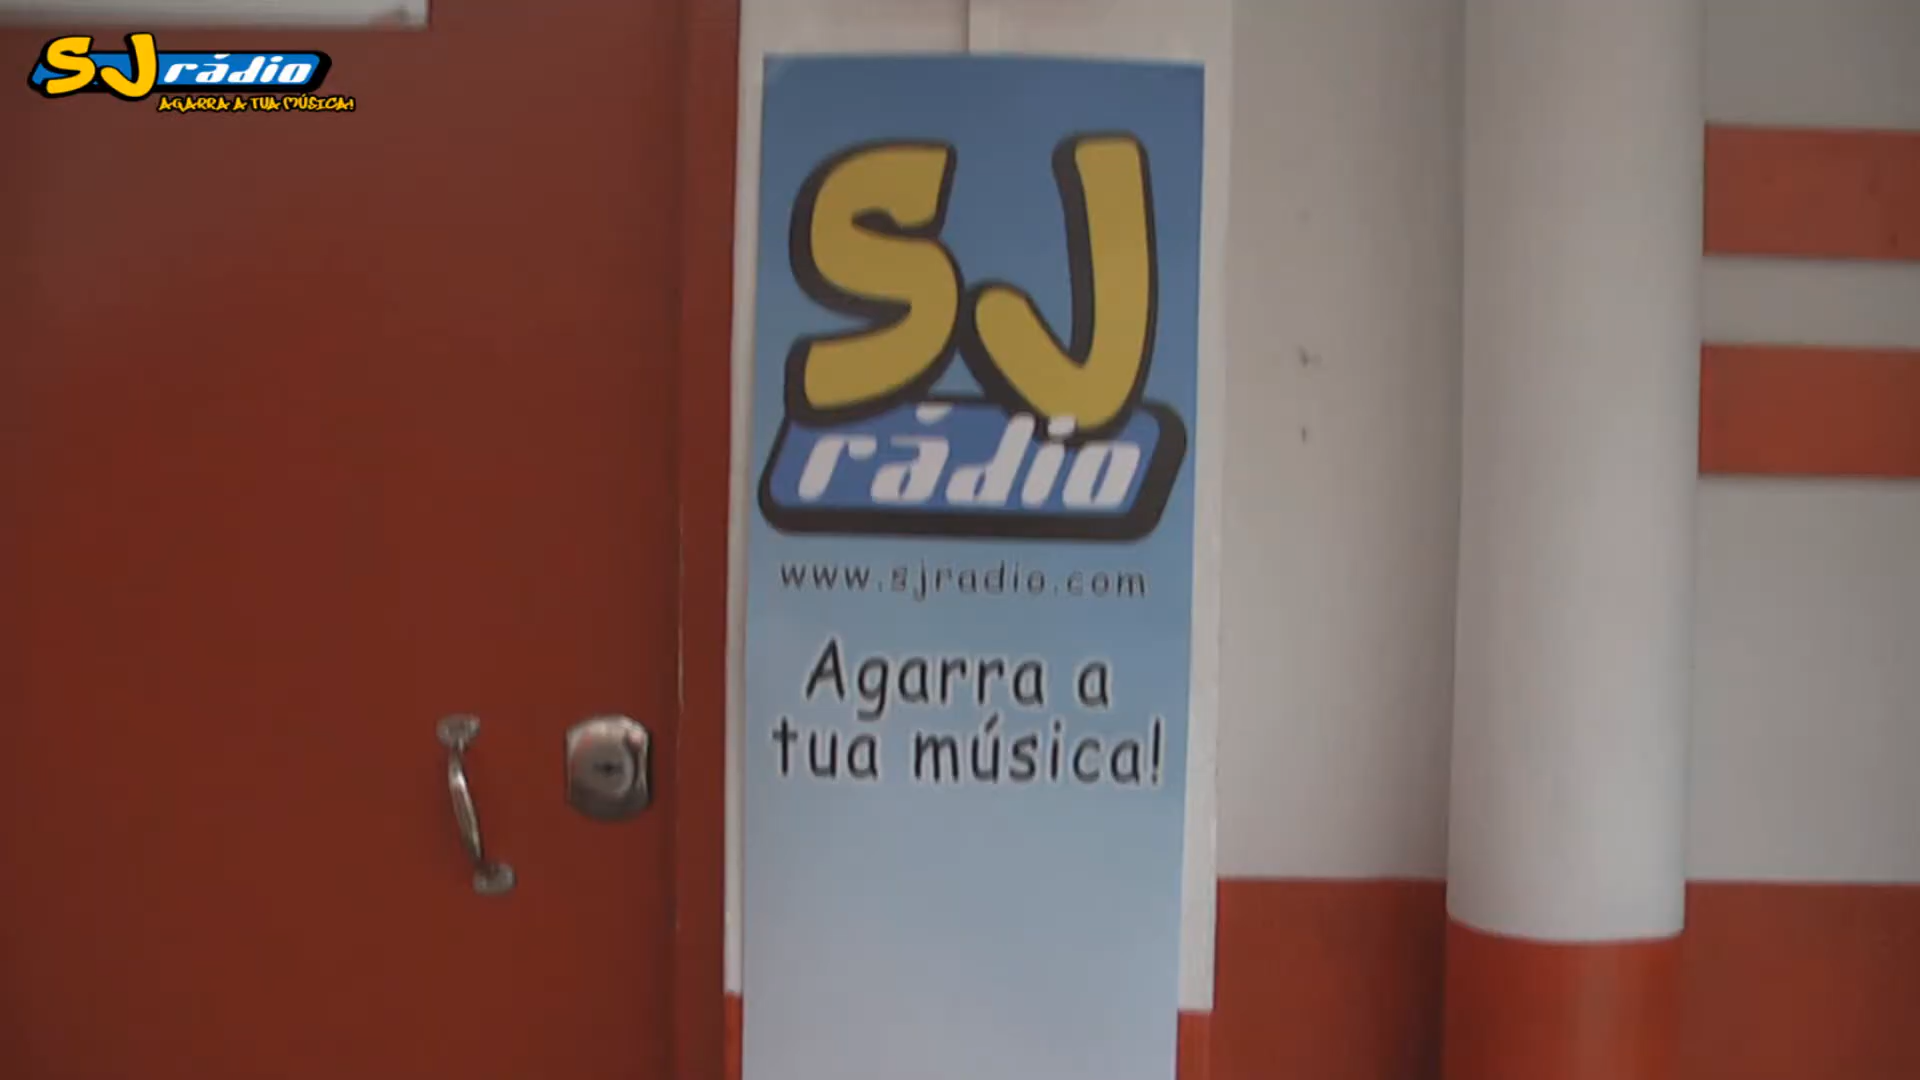 SJ rádio
AGARRA A TUA MÚSICA!
SJ
rádio
www.sjradio.com
Agarra a
tua música!